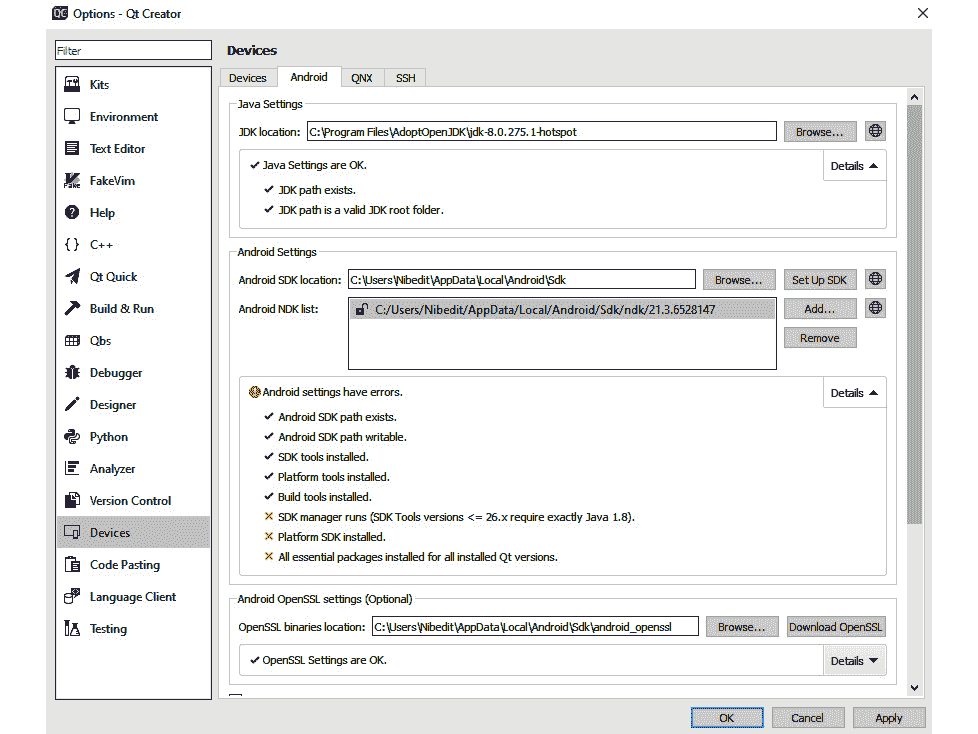 Options - Qt Creator
Filter
Kits
Environment
Text Editor
FakeVim
Help
C++
Qt Quick
Build & Run
Qbs
Debugger
Designer
Python
Analyzer
Version Control
Devices
Code Pasting
Language Client
Testing
Devices
Devices Android QNX SSH
Java Settings
JDK location: C:\Program Files\AdoptOpenJDK\jdk-8.0.275.1-hotspot Browse...
Java Settings are OK. Details
JDK path exists.
JDK path is a valid JDK root folder.
Android Settings
Android SDK location: C:\Users\Nibedit\AppData\Local\Android\Sdk Browse... Set Up SDK
Android NDK list: C:/Users/Nibedit/AppData/Local/Android/Sdk/ndk/21.3.6528147 Add...
Remove
Android settings have errors. Details
Android SDK path exists.
Android SDK path writable.
SDK tools installed.
Platform tools installed.
Build tools installed.
SDK manager runs (SDK Tools versions <= 26.x require exactly Java 1.8).
Platform SDK installed.
All essential packages installed for all installed Qt versions.
Android OpenSSL settings (Optional)
OpenSSL binaries location: C:\Users\Nibedit\AppData\Local\Android\Sdk\android_openssl Browse... Download OpenSSL
OpenSSL Settings are OK. Details
OK Cancel Apply